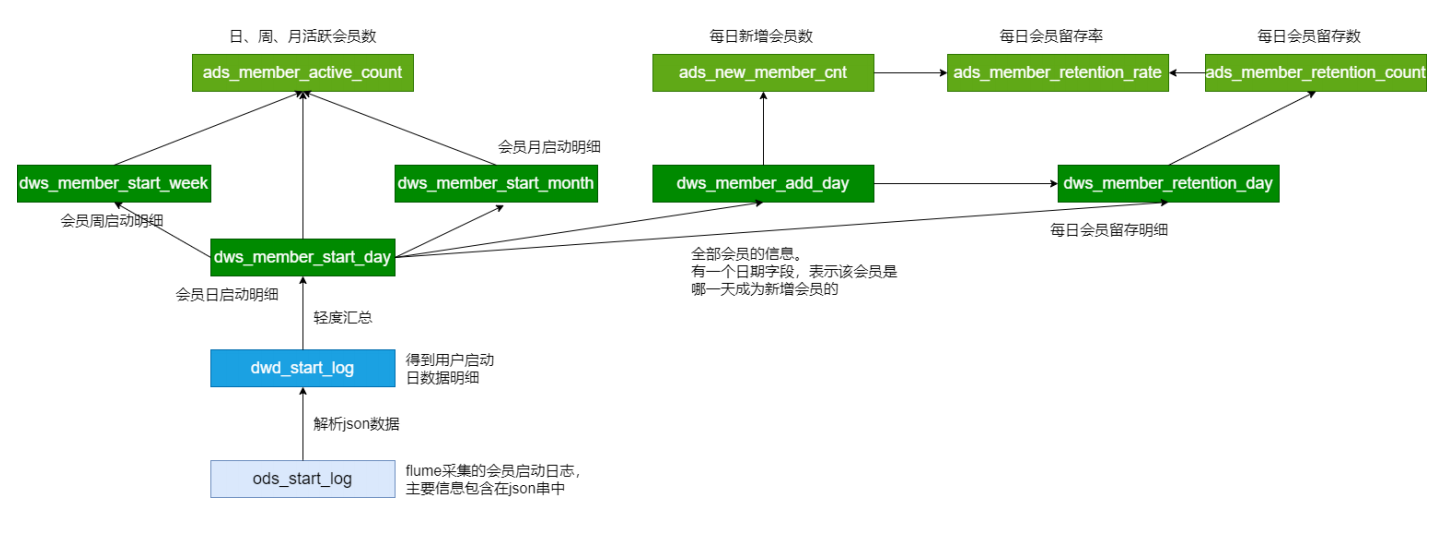 日、周、月活跃会员数
每日新增会员数
每日会员留存率
每日会员留存数
ads_member_active_count
ads_new_member_cnt
ads_member_retention_rate
ads_member_retention_count
会员月启动明细
dws_member_start_week
dws_member_start_month
dws_member_add_day
dws_member_retention_day
会员周启动明细
每日会员留存明细
dws_member_start_day
全部会员的信息。
有一个日期字段，表示该会员是
哪一天成为新增会员的
会员日启动明细
轻度汇总
dwd_start_log
得到用户启动
日数据明细
解析json数据
ods_start_log
flume采集的会员启动日志，
主要信息包含在json串中